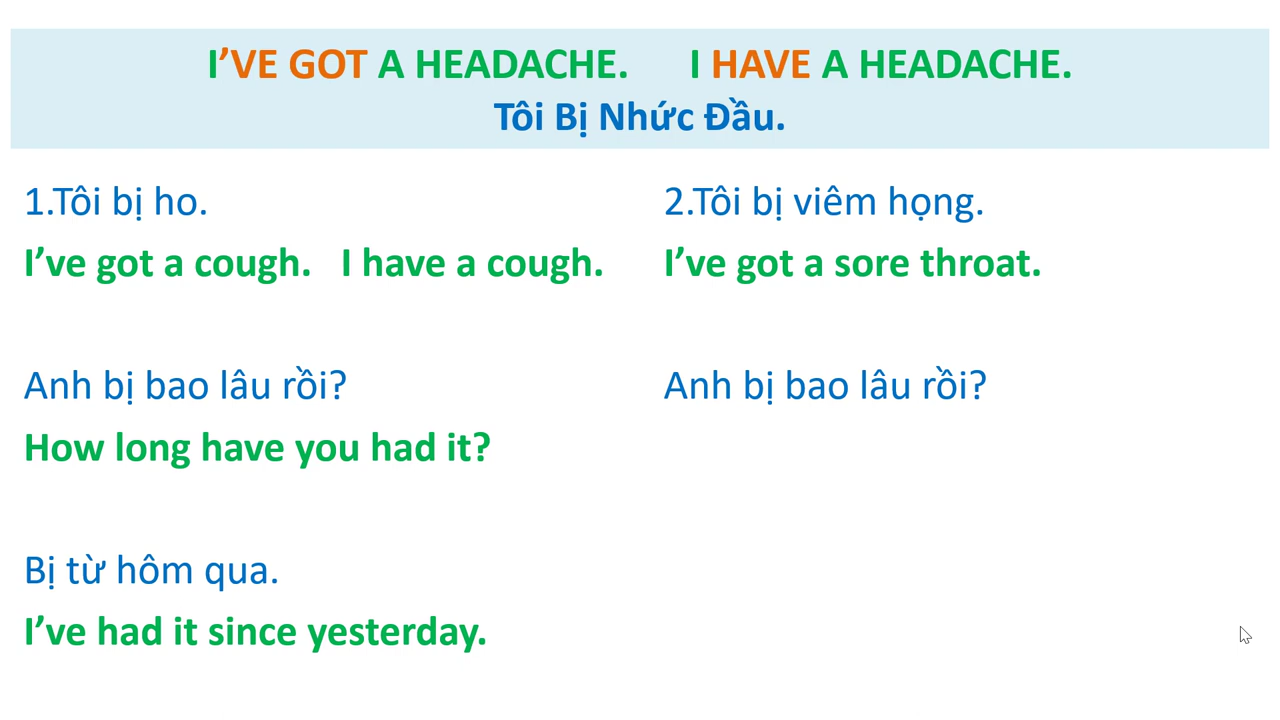 I’VE GOT A HEADACHE. I HAVE A HEADACHE.
Tôi Bị Nhức Đầu.
1.Tôi bị ho.
I’ve got a cough. I have a cough.
Anh bị bao lâu rồi?
How long have you had it?
Bị từ hôm qua.
I’ve had it since yesterday.
2.Tôi bị viêm họng.
I’ve got a sore throat.
Anh bị bao lâu rồi?